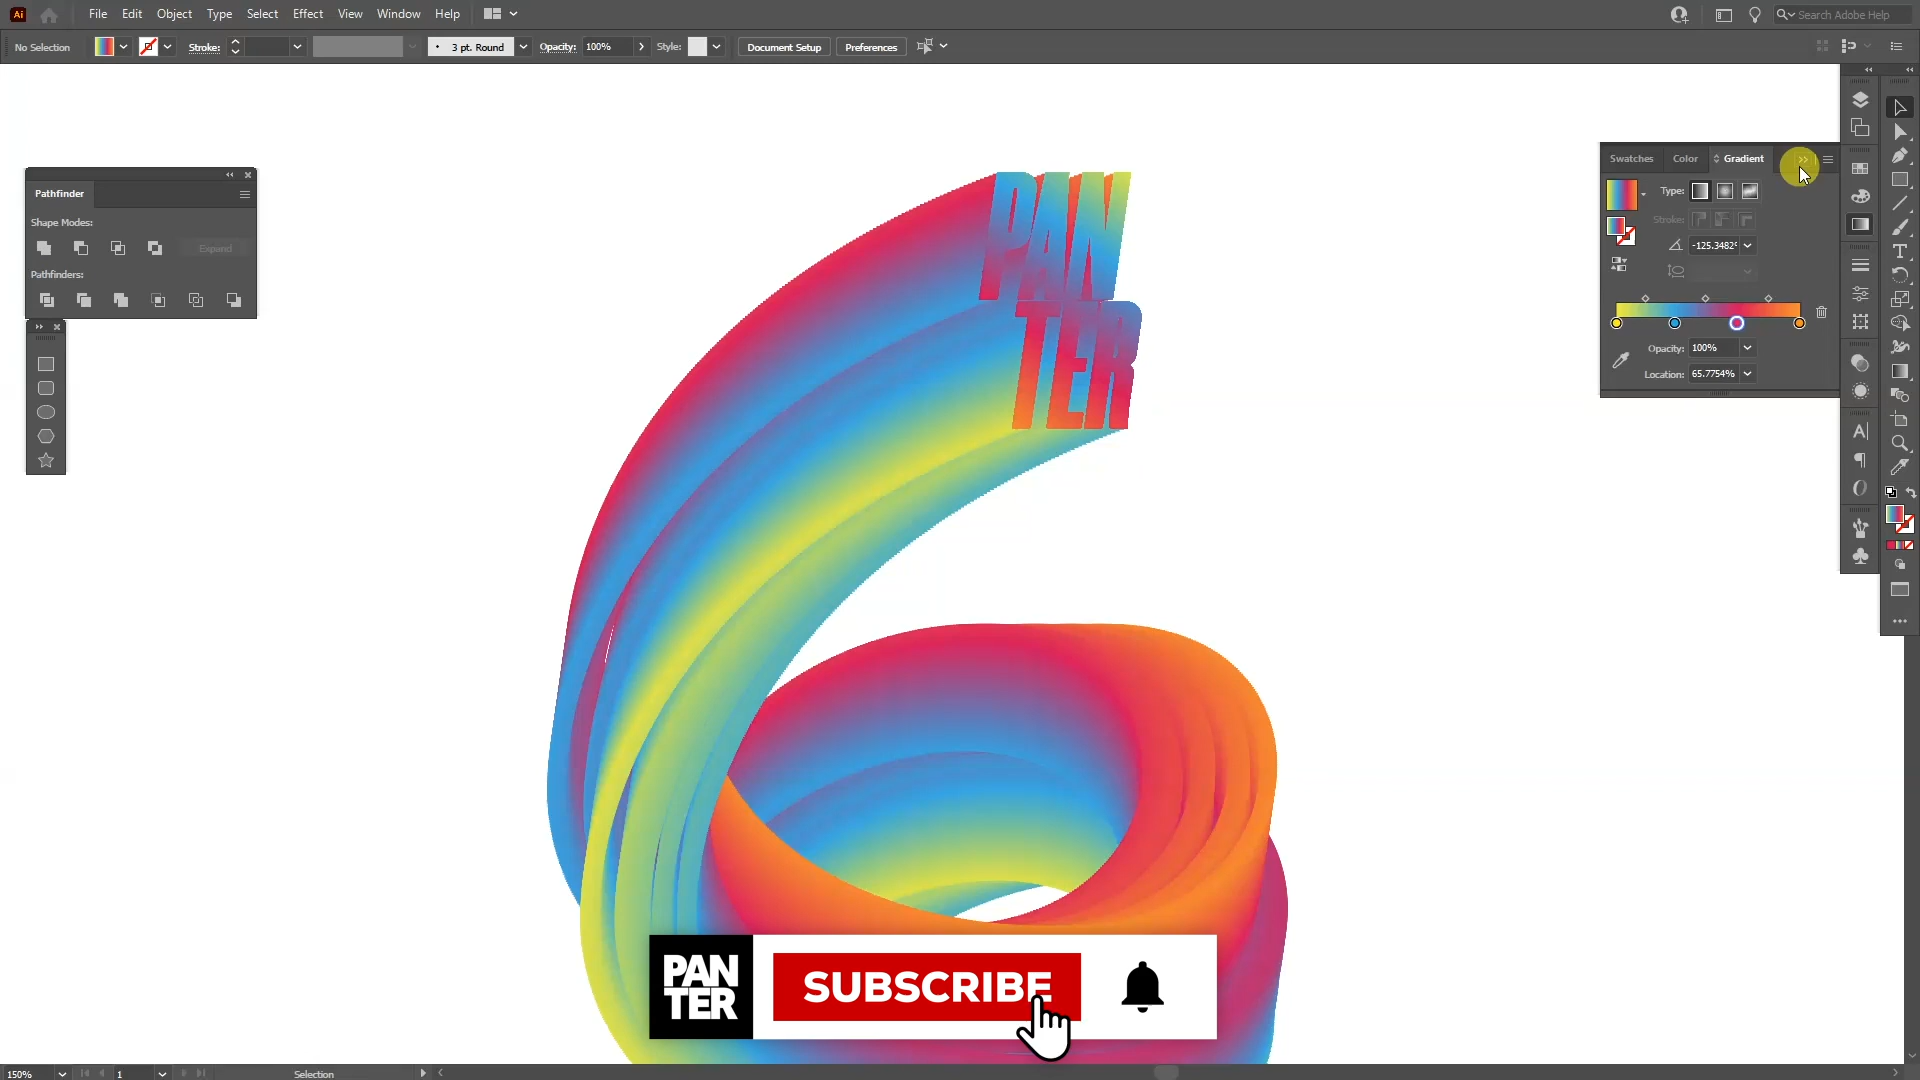 Ai File Edit Object Type Select Effect View Window Help Search Adobe Help
No Selection Stroke: 3 pt. Round Opacity: 100% Style: Document Setup Preferences
Pathfinder
Shape Modes:
Expand
Pathfinders:
Swatches Color Gradient
Type:
Stroke:
-125.3482°
Opacity: 100%
Location: 65.7754%
PAN
TER
PAN
TER
SUBSCRIBE
150% 1 Selection